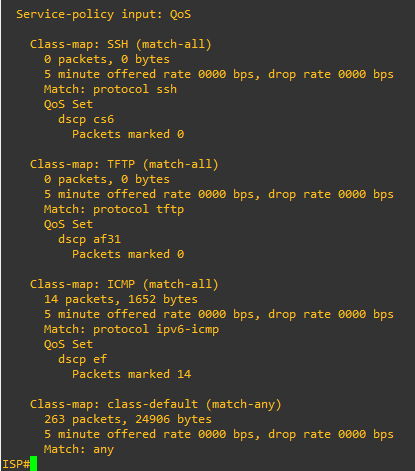 Service-policy input: QoS
Class-map: SSH (match-all)
0 packets, 0 bytes
5 minute offered rate 0000 bps, drop rate 0000 bps
Match: protocol ssh
QoS Set
dscp cs6
Packets marked 0
Class-map: TFTP (match-all)
0 packets, 0 bytes
5 minute offered rate 0000 bps, drop rate 0000 bps
Match: protocol tftp
QoS Set
dscp af31
Packets marked 0
Class-map: ICMP (match-all)
14 packets, 1652 bytes
5 minute offered rate 0000 bps, drop rate 0000 bps
Match: protocol ipv6-icmp
QoS Set
dscp ef
Packets marked 14
Class-map: class-default (match-any)
263 packets, 24906 bytes
5 minute offered rate 0000 bps, drop rate 0000 bps
Match: any
ISP#